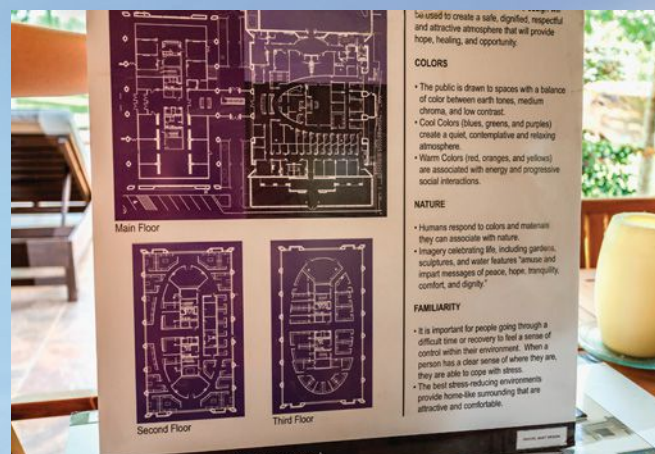 be used to create a safe, dignified, respectful
and attractive atmosphere that will provide
hope, healing, and opportunity.
COLORS
• The public is drawn to spaces with a balance
of color between earth tones, medium
chroma, and low contrast.
• Cool Colors (blues, greens, and purples)
create a quiet, contemplative and relaxing
atmosphere.
• Warm Colors (red, oranges, and yellows)
are associated with energy and progressive
social interactions.
NATURE
• Humans respond to colors and materials
they can associate with nature.
• Imagery celebrating life, including gardens,
sculptures, and water features "amuse and
impart messages of peace, hope, tranquility,
comfort, and dignity."
FAMILIARITY
• It is important for people going through a
difficult time or recovery to feel a sense of
control within their environment. When a
person has a clear sense of where they are,
they are able to cope with stress.
• The best stress-reducing environments
provide home-like surrounding that are
attractive and comfortable.
Main Floor
Second Floor
Third Floor